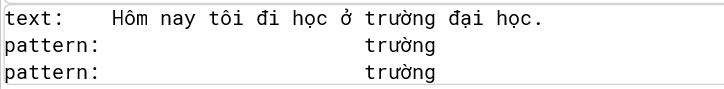 text:    Hôm nay tôi đi học ở trường đại học.
pattern:                      trường
pattern:                      trường